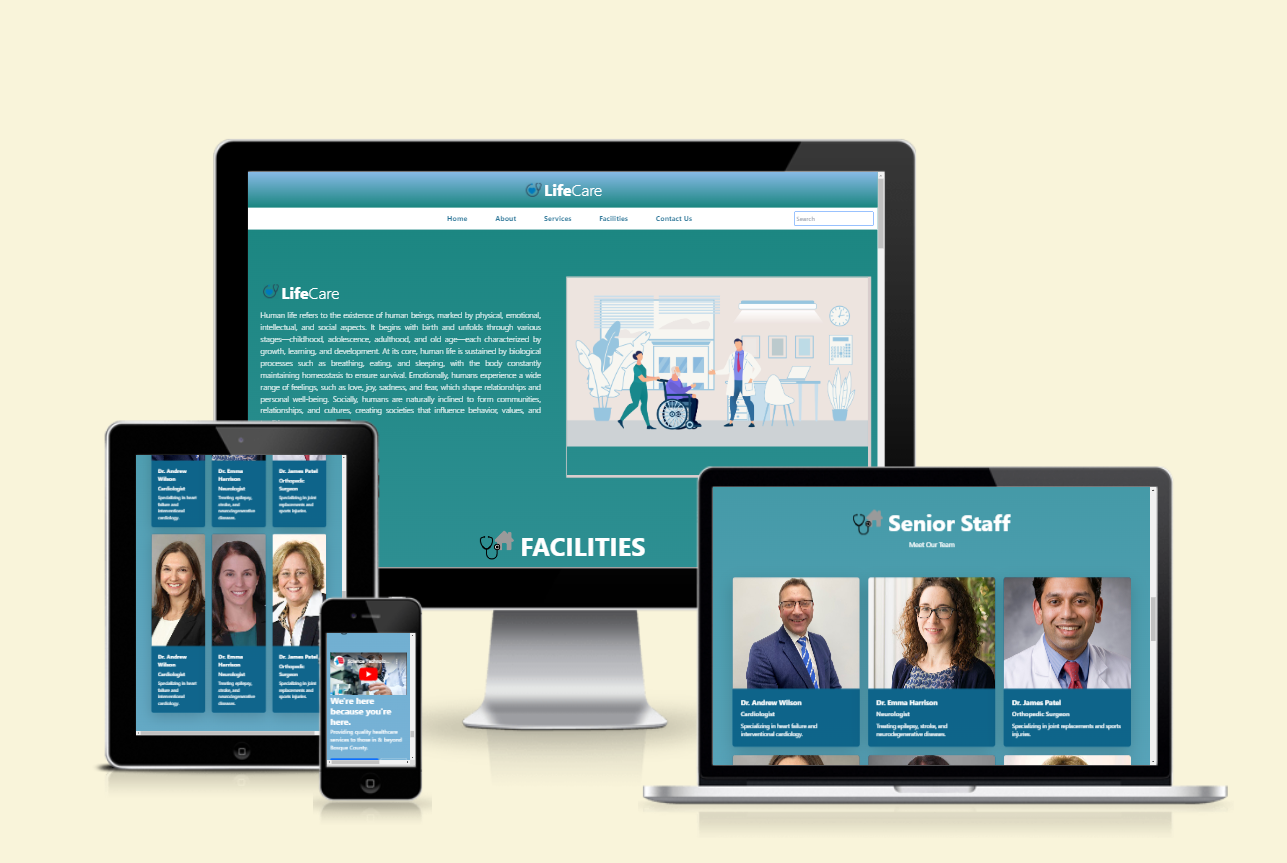 LifeCare
Home About Services Facilities Contact Us Search
LifeCare
Human life refers to the existence of human beings, marked by physical, emotional,
intellectual, and social aspects. It begins with birth and unfolds through various
stages—childhood, adolescence, adulthood, and old age—each characterized by
growth, learning, and development. At its core, human life is sustained by biological
processes such as breathing, eating, and sleeping, with the body constantly
maintaining homeostasis to ensure survival. Emotionally, humans experience a wide
range of feelings, such as love, joy, sadness, and fear, which shape relationships and
personal well-being. Socially, humans are naturally inclined to form communities,
relationships, and cultures, creating societies that influence behavior, values, and
FACILITIES
Dr. Andrew
Wilson
Cardiologist
Specializing in heart
failure and
interventional
cardiology.
Dr. Emma
Harrison
Neurologist
Treating epilepsy,
stroke, and
neurodegenerative
diseases.
Dr. James Patel
Orthopedic
Surgeon
Specializing in joint
replacements and
sports injuries
Dr. Andrew
Wilson
Cardiologist
Specializing in heart
failure and
interventional
cardiology.
Dr. Emma
Harrison
Neurologist
Treating epilepsy,
stroke, and
neurodegenerative
diseases.
Dr. James Patel
Orthopedic
Surgeon
Specializing in joint
replacements and
sports injuries
Science Technolo...
We're here
because you're
here.
Providing quality healthcare
services to those in & beyond
Bosque County.
Senior Staff
Meet Our Team
Dr. Andrew Wilson
Cardiologist
Specializing in heart failure and
interventional cardiology.
Dr. Emma Harrison
Neurologist
Treating epilepsy, stroke, and
neurodegenerative diseases.
Dr. James Patel
Orthopedic Surgeon
Specializing in joint replacements and sports
injuries.